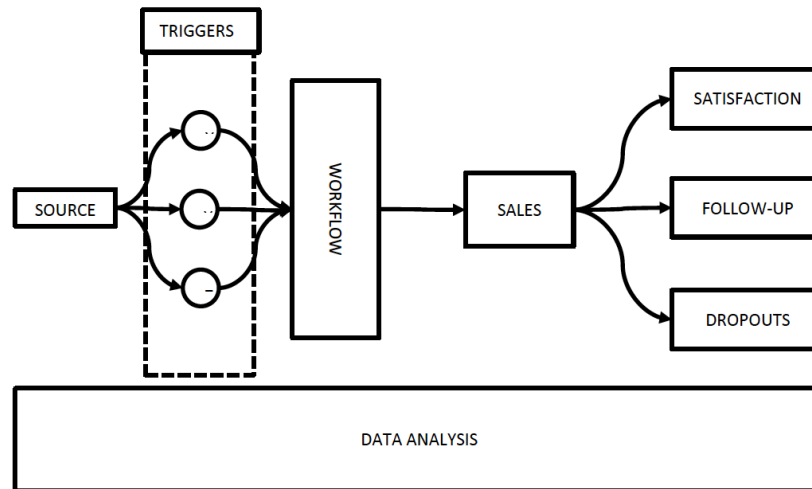 TRIGGERS
SOURCE
WORKFLOW
SALES
SATISFACTION
FOLLOW-UP
DROPOUTS
DATA ANALYSIS